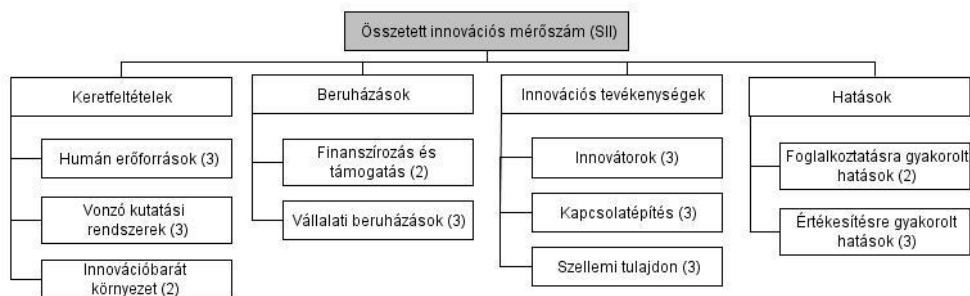 Összetett innovációs mérőszám (SII)
Keretfeltételek
Humán erőforrások (3)
Vonzó kutatási
rendszerek (3)
Innovációbarát
környezet (2)
Beruházások
Finanszírozás és
támogatás (2)
Vállalati beruházások (3)
Innovációs tevékenységek
Innovátorok (3)
Kapcsolatépítés (3)
Szellemi tulajdon (3)
Hatások
Foglalkoztatásra gyakorolt
hatások (2)
Értékesítésre gyakorolt
hatások (3)